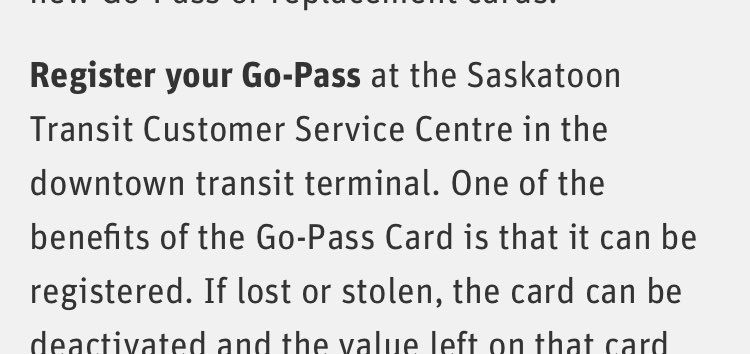 new Go-Pass or replacement cards.
Register your Go-Pass at the Saskatoon
Transit Customer Service Centre in the
downtown transit terminal. One of the
benefits of the Go-Pass Card is that it can be
registered. If lost or stolen, the card can be
deactivated and the value left on that card